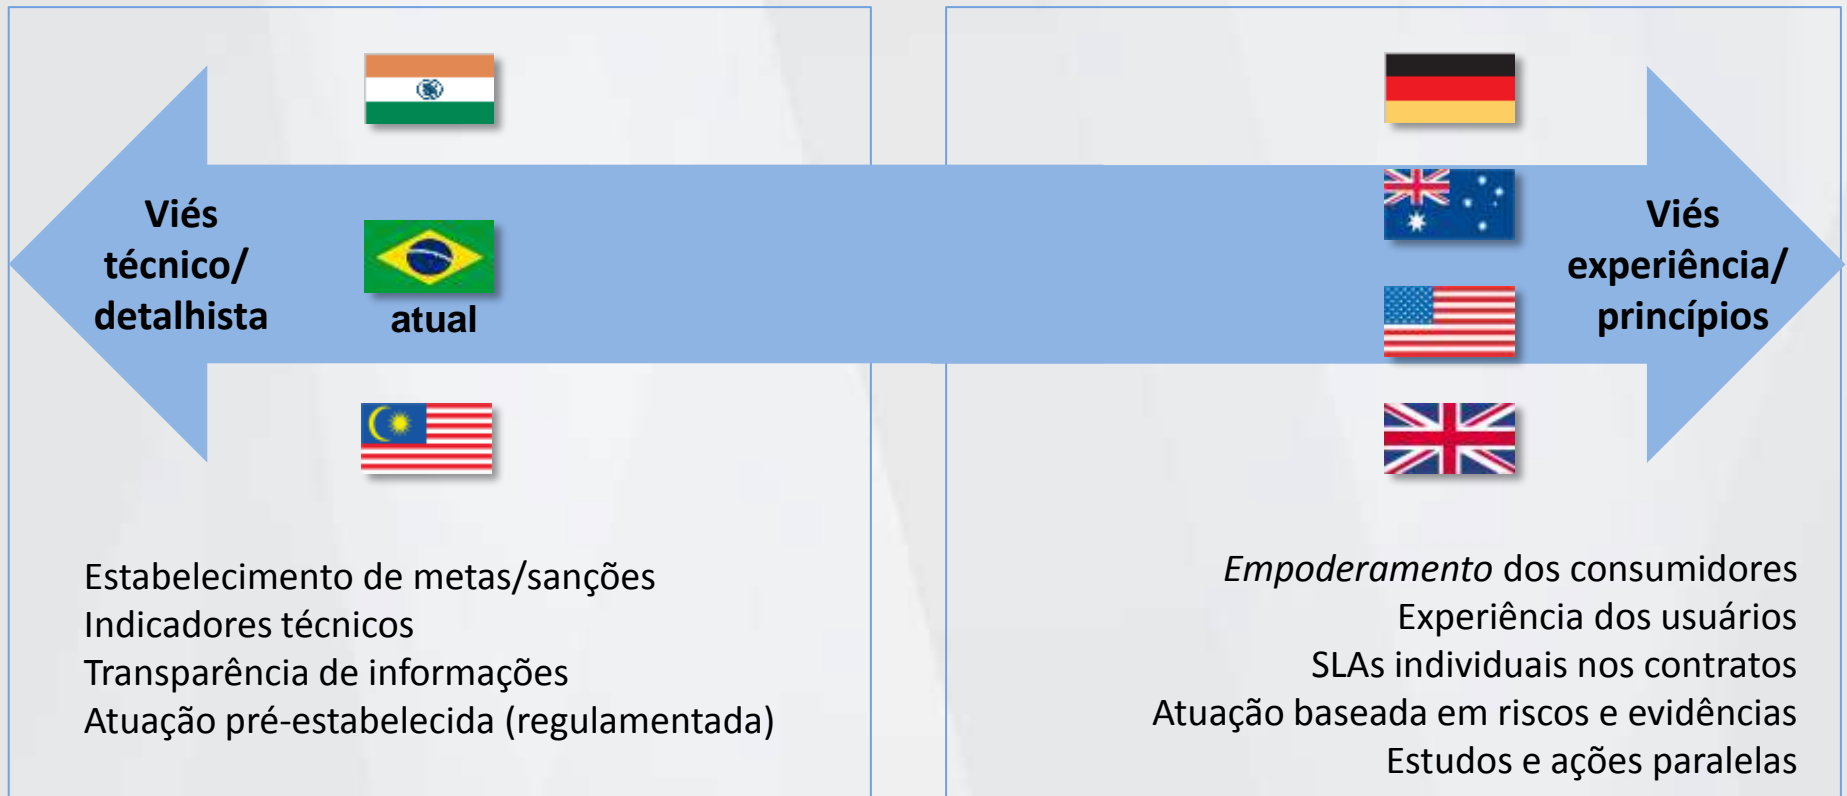 Viés
técnico/
detalhista
atual
Viés
experiência/
princípios
Estabelecimento de metas/sanções
Indicadores técnicos
Transparência de informações
Atuação pré-estabelecida (regulamentada)
Empoderamento dos consumidores
Experiência dos usuários
SLAs individuais nos contratos
Atuação baseada em riscos e evidências
Estudos e ações paralelas